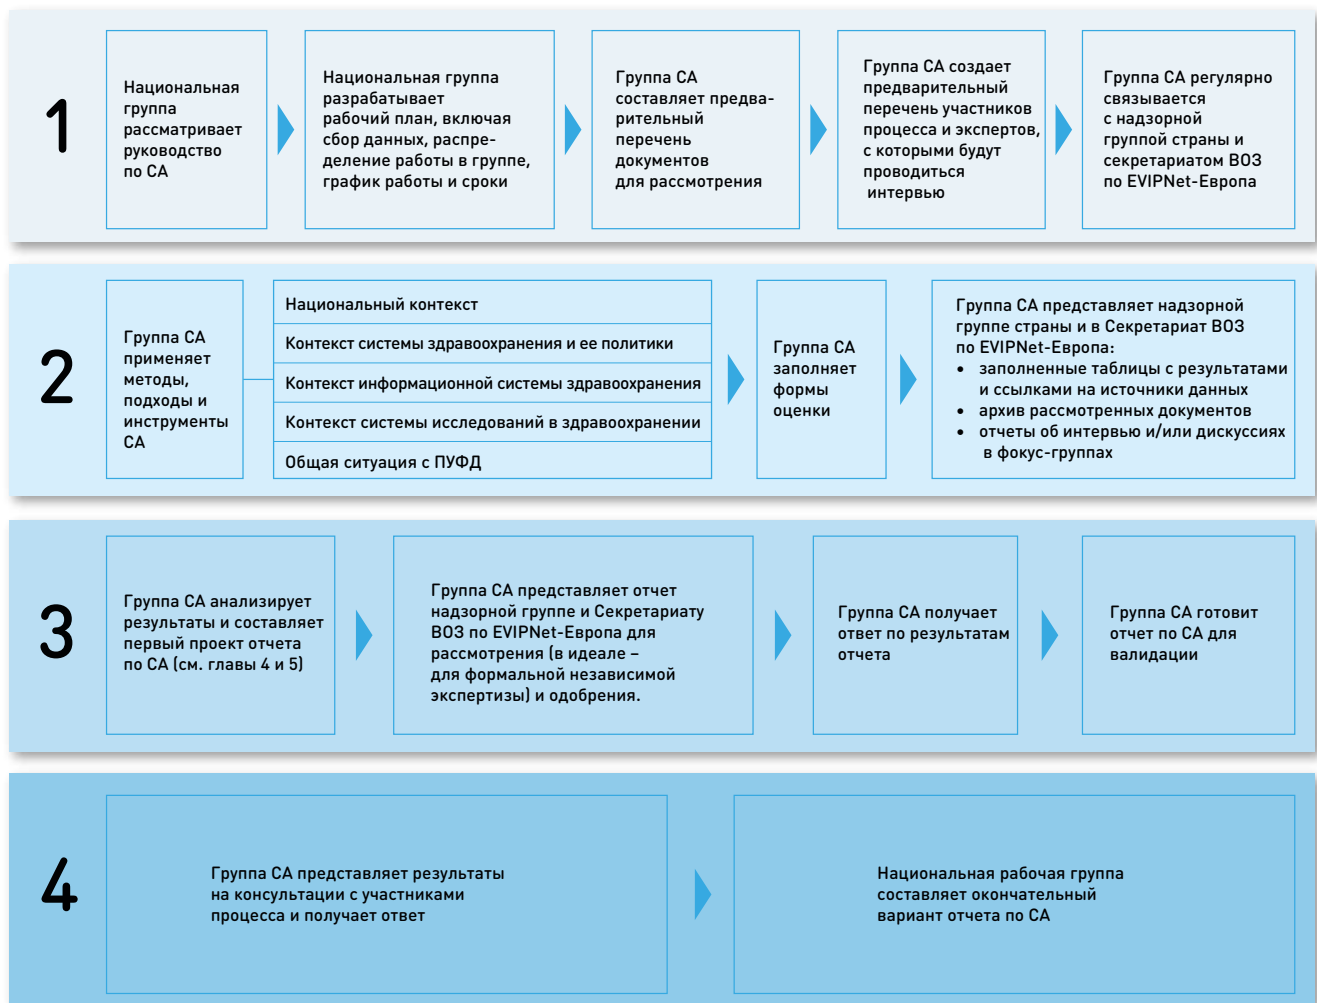 1
Национальная
группа
рассматривает
руководство
по СА
Национальная группа
разрабатывает
рабочий план, включая
сбор данных, распре-
деление работы в группе,
график работы и сроки
Группа СА
составляет предва-
рительный
перечень
документов
для рассмотрения
Группа СА создает
предварительный
перечень участников
процесса и экспертов,
с которыми будут
проводиться
интервью
Группа СА регулярно
связывается
с надзорной
группой страны и
секретариатом ВОЗ
по EVIPNet-Европа
2
Группа СА
применяет
методы,
подходы и
инструменты
СА
Национальный контекст
Контекст системы здравоохранения и ее политики
Контекст информационной системы здравоохранения
Контекст системы исследований в здравоохранении
Общая ситуация с ПУФД
Группа СА
заполняет
формы
оценки
Группа СА представляет надзорной
группе страны и в Секретариат ВОЗ
по EVIPNet-Европа:
• заполненные таблицы с результатами
и ссылками на источники данных
• архив рассмотренных документов
• отчеты об интервью и/или дискуссиях
в фокус-группах
3
Группа СА анализирует
результаты и составляет
первый проект отчета
по СА (см. главы 4 и 5)
Группа СА представляет отчет
надзорной группе и Секретариату
ВОЗ по EVIPNet-Европа для
рассмотрения (в идеале –
для формальной независимой
экспертизы) и одобрения.
Группа СА получает
ответ по результатам
отчета
Группа СА готовит
отчет по СА для
валидации
4
Группа СА представляет результаты
на консультации с участниками
процесса и получает ответ
Национальная рабочая группа
составляет окончательный
вариант отчета по СА